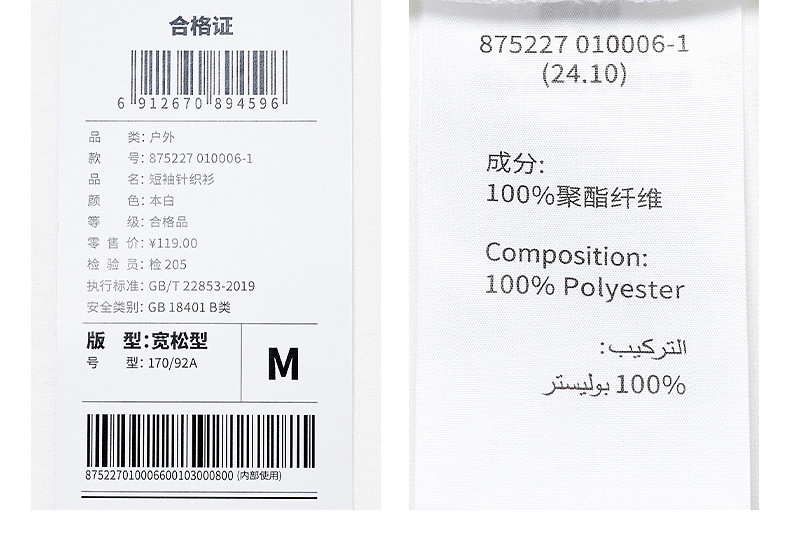 合格证
6 912670 894596
品 类: 户外
款 号: 875227 010006-1
品 名: 短袖针织衫
颜 色: 本白
等 级: 合格品
零 售 价: ¥119.00
检 验 员: 检 205
执行标准: GB/T 22853-2019
安全类别: GB 18401 B类
版 型: 宽松型
号 型: 170/92A
M
875227010006600103000800 (内部使用)
875227 010006-1
(24.10)
成分:
100%聚酯纤维
Composition:
100% Polyester
التركيب:
100% بوليستر